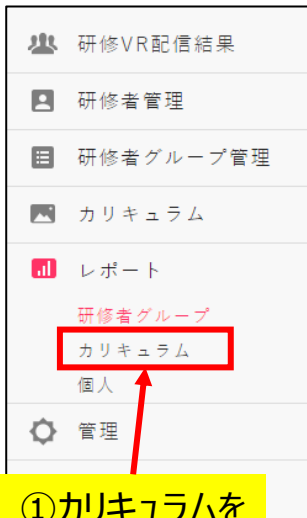 研修VR配信結果
研修者管理
研修者グループ管理
カリキュラム
レポート
研修者グループ
カリキュラム
個人
管理
①カリキュラムを